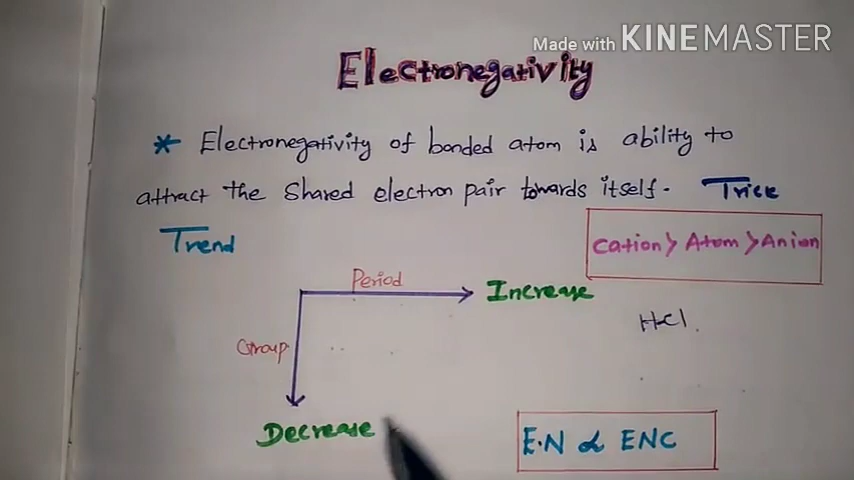 Made with KINEMASTER
Electronegativity
* Electronegativity of bonded atom is ability to
attract the shared electron pair towards itself. Trick
Trend
Cation > Atom > Anion
Period
Increase
HCl.
Group
Decrease
E.N α ENC